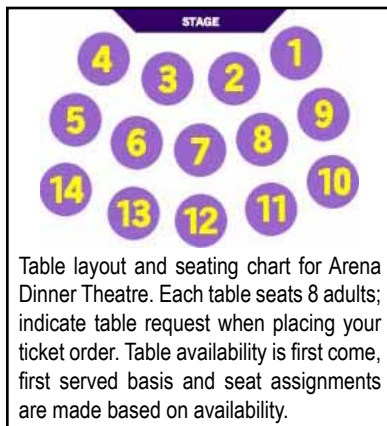 STAGE
4 3 2 1
5 6 7 8 9
14 13 12 11 10
Table layout and seating chart for Arena
Dinner Theatre. Each table seats 8 adults;
indicate table request when placing your
ticket order. Table availability is first come,
first served basis and seat assignments
are made based on availability.